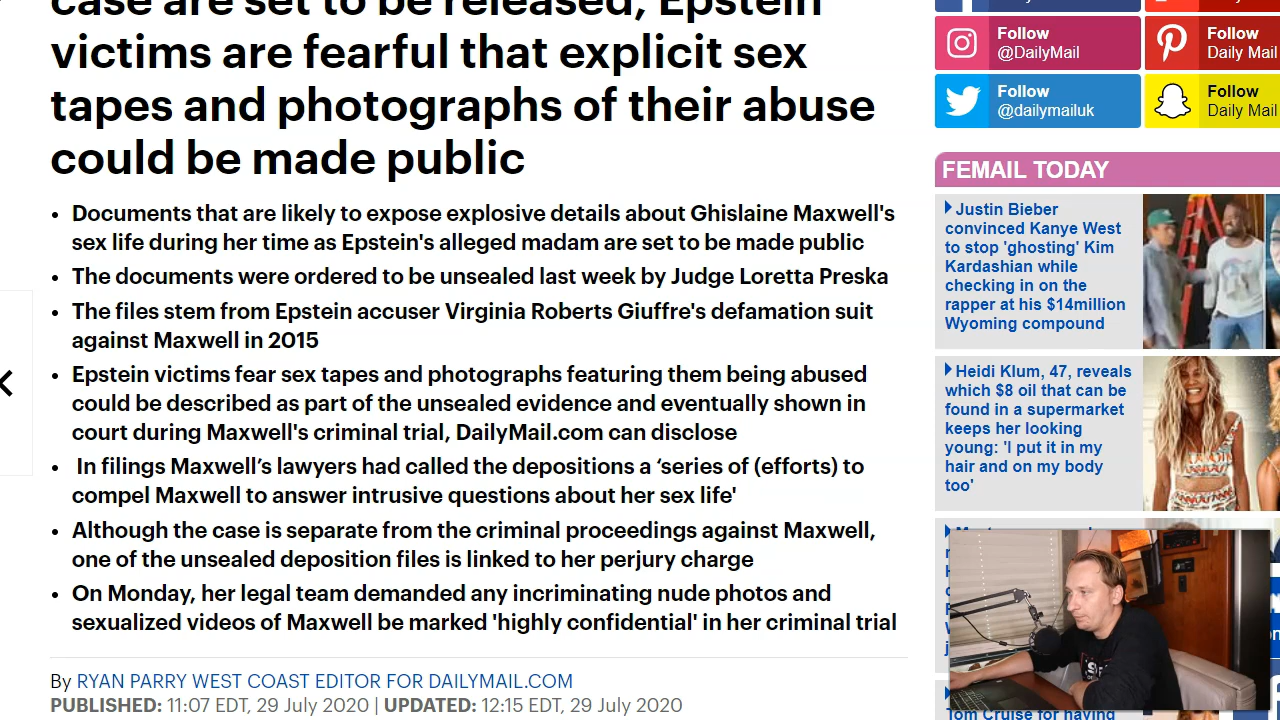 case are set to be released, Epstein
victims are fearful that explicit sex
tapes and photographs of their abuse
could be made public
• Documents that are likely to expose explosive details about Ghislaine Maxwell's
sex life during her time as Epstein's alleged madam are set to be made public
• The documents were ordered to be unsealed last week by Judge Loretta Preska
• The files stem from Epstein accuser Virginia Roberts Giuffre's defamation suit
against Maxwell in 2015
• Epstein victims fear sex tapes and photographs featuring them being abused
could be described as part of the unsealed evidence and eventually shown in
court during Maxwell's criminal trial, DailyMail.com can disclose
• In filings Maxwell’s lawyers had called the depositions a ‘series of (efforts) to
compel Maxwell to answer intrusive questions about her sex life'
• Although the case is separate from the criminal proceedings against Maxwell,
one of the unsealed deposition files is linked to her perjury charge
• On Monday, her legal team demanded any incriminating nude photos and
sexualized videos of Maxwell be marked 'highly confidential' in her criminal trial
By RYAN PARRY WEST COAST EDITOR FOR DAILYMAIL.COM
PUBLISHED: 11:07 EDT, 29 July 2020 | UPDATED: 12:15 EDT, 29 July 2020
Follow
@DailyMail
Follow
Daily Mail
Follow
@dailymailuk
Follow
Daily Mail
FEMAIL TODAY
Justin Bieber
convinced Kanye West
to stop 'ghosting' Kim
Kardashian while
checking in on the
rapper at his $14million
Wyoming compound
Heidi Klum, 47, reveals
which $8 oil that can be
found in a supermarket
keeps her looking
young: 'I put it in my
hair and on my body
too'
Tom Cruise for having